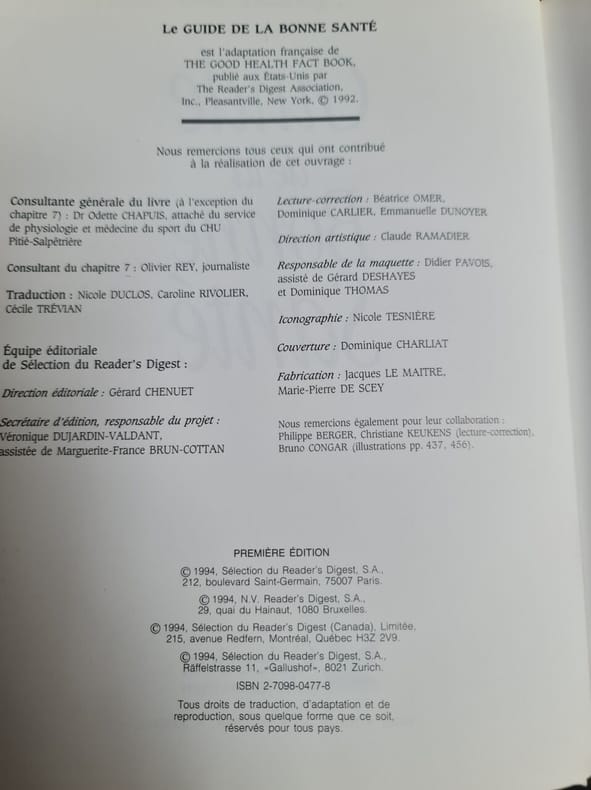 Le GUIDE DE LA BONNE SANTÉ
est l'adaptation française de
THE GOOD HEALTH FACT BOOK,
publié aux États-Unis par
The Reader's Digest Association,
Inc., Pleasantville, New York, © 1992.
Nous remercions tous ceux qui ont contribué
à la réalisation de cet ouvrage :
Consultante générale du livre (à l'exception du
chapitre 7) : Dr Odette CHAPUIS, attaché du service
de physiologie et médecine du sport du CHU
Pitié-Salpêtrière
Consultant du chapitre 7 : Olivier REY, journaliste
Traduction : Nicole DUCLOS, Caroline RIVOLIER,
Cécile TRÉVIAN
Équipe éditoriale
de Sélection du Reader's Digest :
Direction éditoriale : Gérard CHENUET
Secrétaire d'édition, responsable du projet :
Véronique DUJARDIN-VALDANT,
assistée de Marguerite-France BRUN-COTTAN
Lecture-correction : Béatrice OMER,
Dominique CARLIER, Emmanuelle DUNOYER
Direction artistique : Claude RAMADIER
Responsable de la maquette : Didier PAVOIS,
assisté de Gérard DESHAYES
et Dominique THOMAS
Iconographie : Nicole TESNIÈRE
Couverture : Dominique CHARLIAT
Fabrication : Jacques LE MAITRE,
Marie-Pierre DE SCEY
Nous remercions également pour leur collaboration :
Philippe BERGER, Christiane KEUKENS (lecture-correction),
Bruno CONGAR (illustrations pp. 437, 456).
PREMIÈRE ÉDITION
© 1994, Sélection du Reader's Digest, S.A.,
212, boulevard Saint-Germain, 75007 Paris.
© 1994, N.V. Reader's Digest, S.A.,
29, quai du Hainaut, 1080 Bruxelles.
© 1994, Sélection du Reader's Digest (Canada), Limitée,
215, avenue Redfern, Montréal, Québec H3Z 2V9.
© 1994, Sélection du Reader's Digest, S.A.,
Räffelstrasse 11, «Gallushof», 8021 Zurich.
ISBN 2-7098-0477-8
Tous droits de traduction, d'adaptation et de
reproduction, sous quelque forme que ce soit,
réservés pour tous pays.